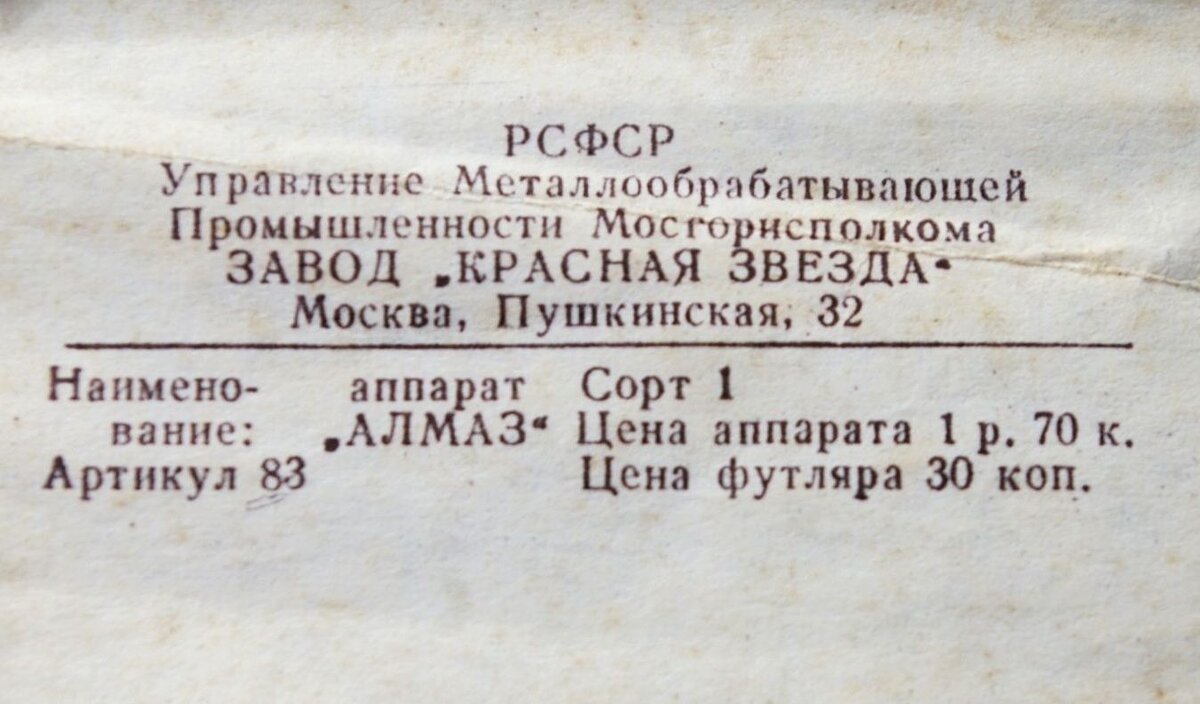 РСФСР
Управление Металлообрабатывающей
Промышленности Мосгорисполкома
ЗАВОД „КРАСНАЯ ЗВЕЗДА“
Москва, Пушкинская, 32
Наимено- аппарат Сорт 1
вание: „АЛМАЗ“ Цена аппарата 1 р. 70 к.
Артикул 83 Цена футляра 30 коп.